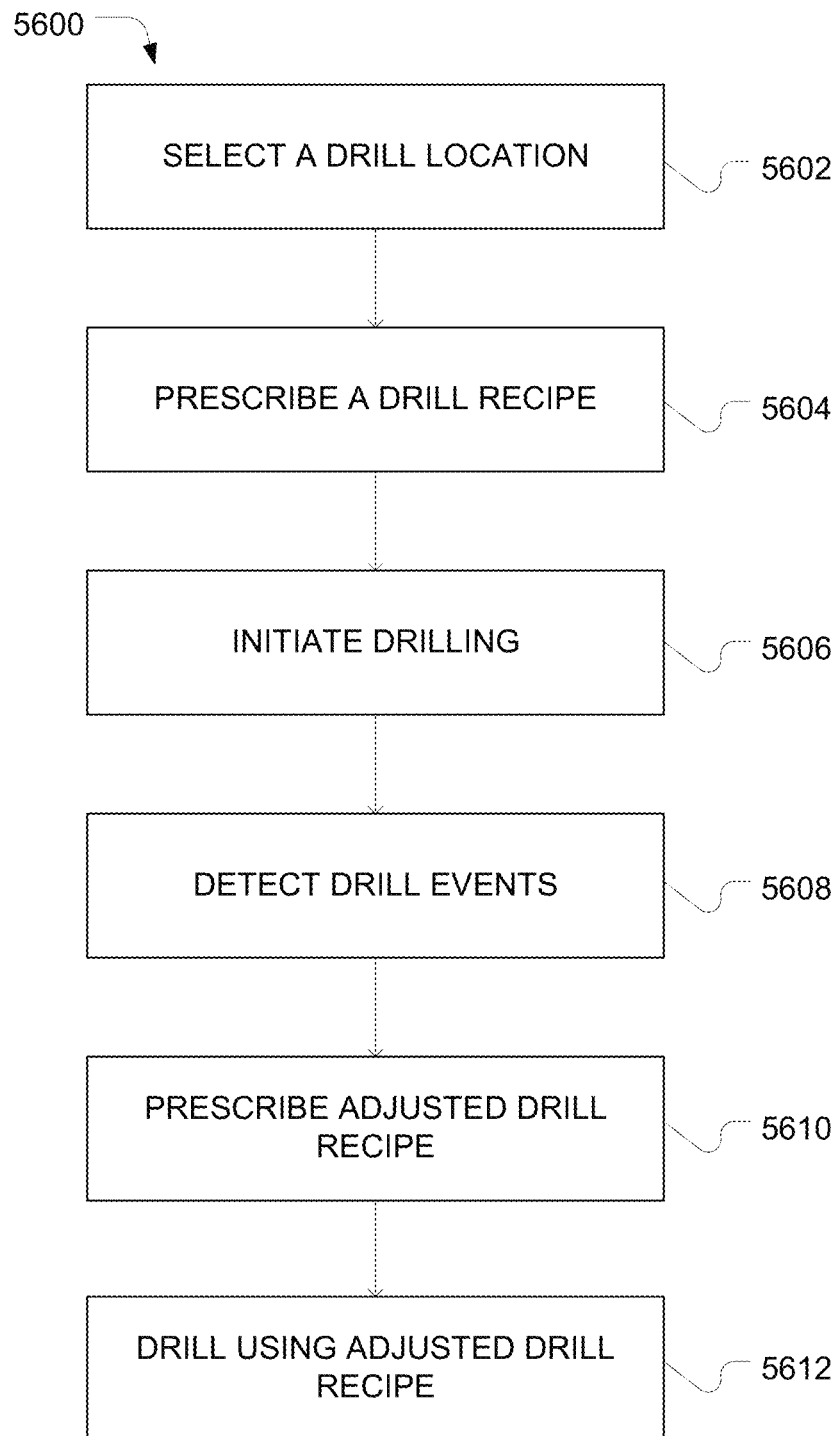 5600
SELECT A DRILL LOCATION
5602
PRESCRIBE A DRILL RECIPE
5604
INITIATE DRILLING
5606
DETECT DRILL EVENTS
5608
PRESCRIBE ADJUSTED DRILL
RECIPE
5610
DRILL USING ADJUSTED DRILL
RECIPE
5612